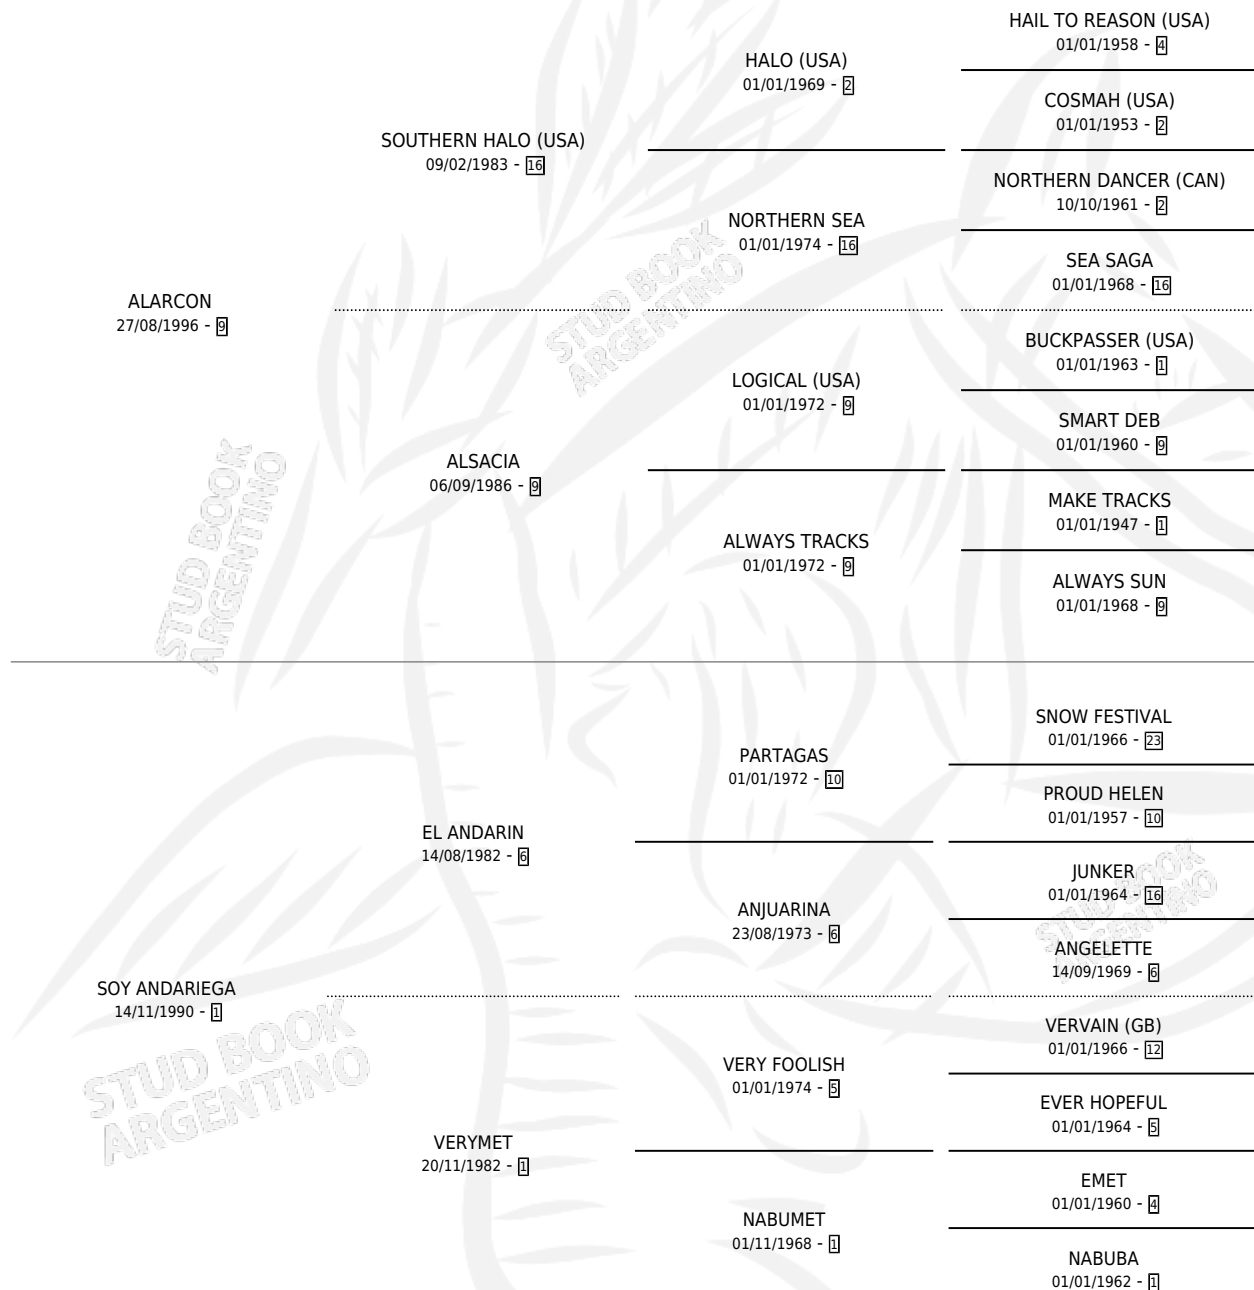 HAIL TO REASON (USA)
01/01/1958 - 4
HALO (USA)
01/01/1969 - 2
COSMAH (USA)
01/01/1953 - 2
SOUTHERN HALO (USA)
09/02/1983 - 16
NORTHERN DANCER (CAN)
10/10/1961 - 2
NORTHERN SEA
01/01/1974 - 16
SEA SAGA
01/01/1968 - 16
ALARCON
27/08/1996 - 9
STUD BOOK
ARGENTINO
BUCKPASSER (USA)
01/01/1963 - 1
LOGICAL (USA)
01/01/1972 - 9
SMART DEB
01/01/1960 - 9
ALSACIA
06/09/1986 - 9
MAKE TRACKS
01/01/1947 - 1
ALWAYS TRACKS
01/01/1972 - 9
ALWAYS SUN
01/01/1968 - 9
STUD BOOK
ARGENTINO
SNOW FESTIVAL
01/01/1966 - 23
PARTAGAS
01/01/1972 - 10
PROUD HELEN
01/01/1957 - 10
EL ANDARIN
14/08/1982 - 6
JUNKER
01/01/1964 - 16
ANJUARINA
23/08/1973 - 6
ANGELETTE
14/09/1969 - 6
STUD BOOK
ARGENTINO
SOY ANDARIEGA
14/11/1990 - 1
VERVAIN (GB)
01/01/1966 - 12
VERY FOOLISH
01/01/1974 - 5
EVER HOPEFUL
01/01/1964 - 5
STUD BOOK
ARGENTINO
VERYMET
20/11/1982 - 1
EMET
01/01/1960 - 4
NABUMET
01/11/1968 - 1
NABUBA
01/01/1962 - 1